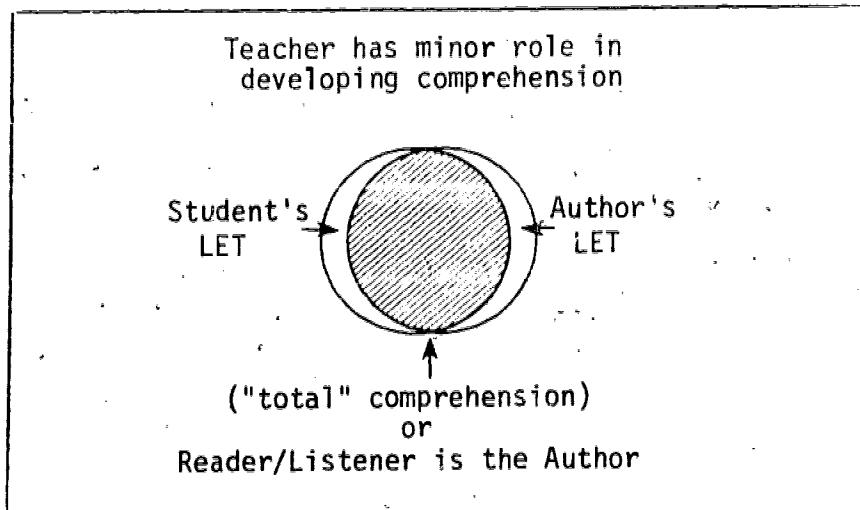 Teacher has minor role in
developing comprehension
Student's
LET
Author's
LET
("total" comprehension)
or
Reader/Listener is the Author